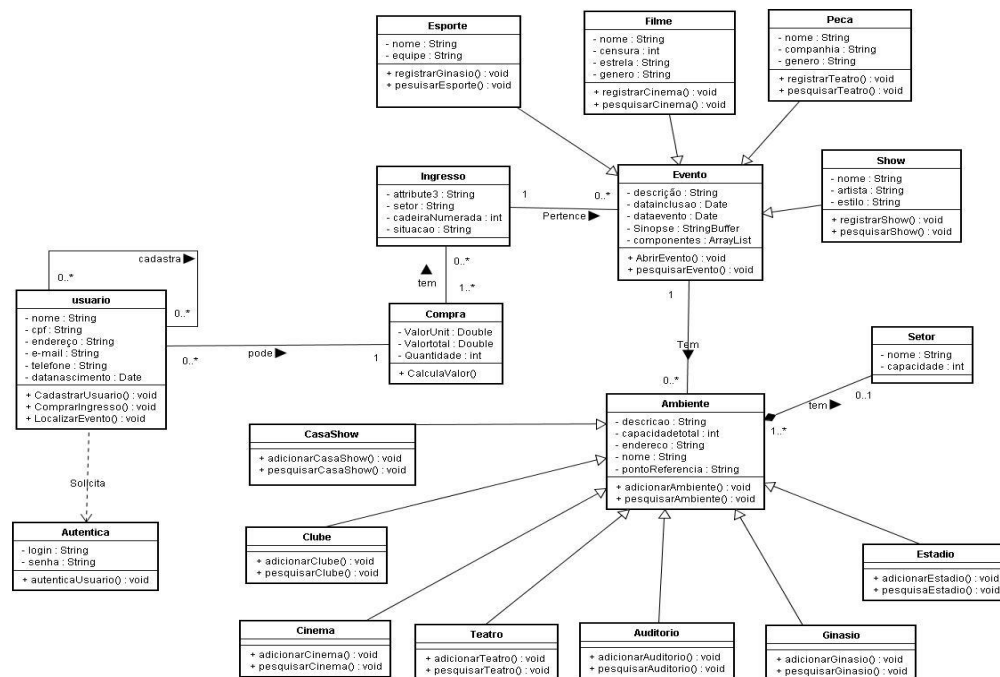 Esporte
- nome : String
- equipe : String
+ registrarGinasio() : void
+ pesuisarEsporte() : void
Filme
- nome : String
- censura : int
- estrela : String
- genero : String
+ registrarCinema() : void
+ pesquisarCinema() : void
Peca
- nome : String
- companhia : String
- genero : String
+ registrarTeatro() : void
+ pesquisarTeatro() : void
Show
- nome : String
- artista : String
- estilo : String
+ registrarShow() : void
+ pesquisarShow() : void
Ingresso
- attribute3 : String
- setor : String
- cadeiraNumerada : int
- situacao : String
1
0..*
Pertence
Evento
- descrição : String
- datainclusao : Date
- dataevento : Date
- Sinopse : StringBuffer
- componentes : ArrayList
+ AbrirEvento() : void
+ pesquisarEvento() : void
cadastra
0..*
0..*
0..*
tem
1..*
1
usuario
- nome : String
- cpf : String
- endereço : String
- e-mail : String
- telefone : String
- datanascimento : Date
+ CadastrarUsuario() : void
+ ComprarIngresso() : void
+ LocalizarEvento() : void
0..*
pode
1
Compra
- ValorUnit : Double
- Valortotal : Double
- Quantidade : int
+ CalculaValor()
Tem
0..*
Setor
- nome : String
- capacidade : int
0..1
tem
1..*
Ambiente
- descricao : String
- capacidadetotal : int
- endereco : String
- nome : String
- pontoReferencia : String
+ adicionarAmbiente() : void
+ pesquisarAmbiente() : void
CasaShow
+ adicionarCasaShow() : void
+ pesquisarCasaShow() : void
Solicita
Autentica
- login : String
- senha : String
+ autenticaUsuario() : void
Clube
+ adicionarClube() : void
+ pesquisarClube() : void
Estadio
+ adicionarEstadio() : void
+ pesquisaEstadio() : void
Cinema
+ adicionarCinema() : void
+ pesquisarCinema() : void
Teatro
+ adicionarTeatro() : void
+ pesquisarTeatro() : void
Auditorio
+ adicionarAuditorio() : void
+ pesquisarAuditorio() : void
Ginasio
+ adicionarGinasio() : void
+ pesquisarGinasio() : void